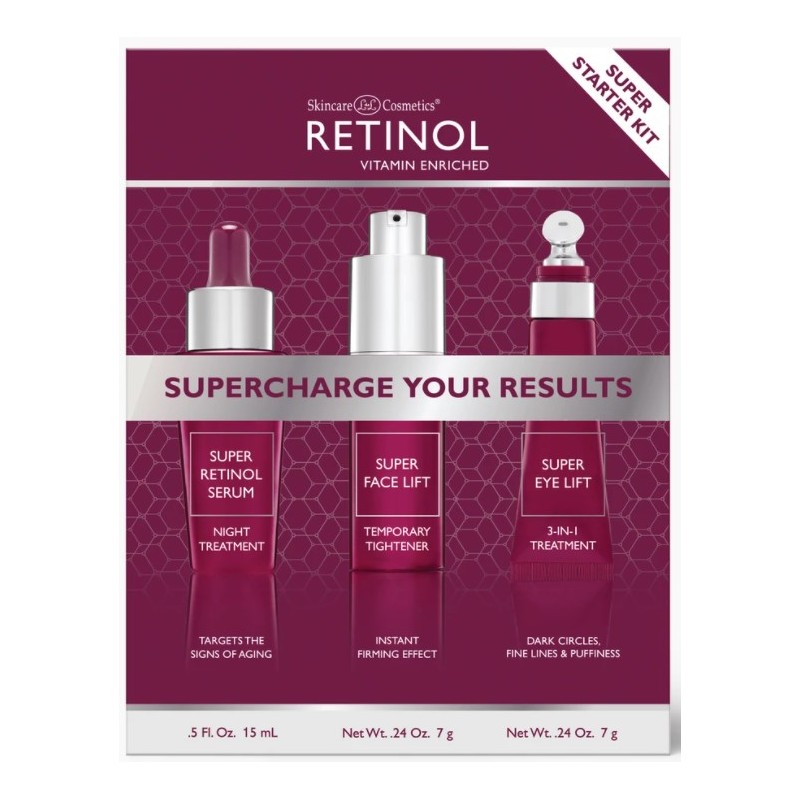 SUPER
STARTER KIT
Skincare L&L Cosmetics®
RETINOL
VITAMIN ENRICHED
SUPERCHARGE YOUR RESULTS
SUPER
RETINOL
SERUM
NIGHT
TREATMENT
TARGETS THE
SIGNS OF AGING
.5 Fl. Oz. 15 mL
SUPER
FACE LIFT
TEMPORARY
TIGHTENER
INSTANT
FIRMING EFFECT
Net Wt. .24 Oz. 7 g
SUPER
EYE LIFT
3-IN-1
TREATMENT
DARK CIRCLES,
FINE LINES & PUFFINESS
Net Wt. .24 Oz. 7 g